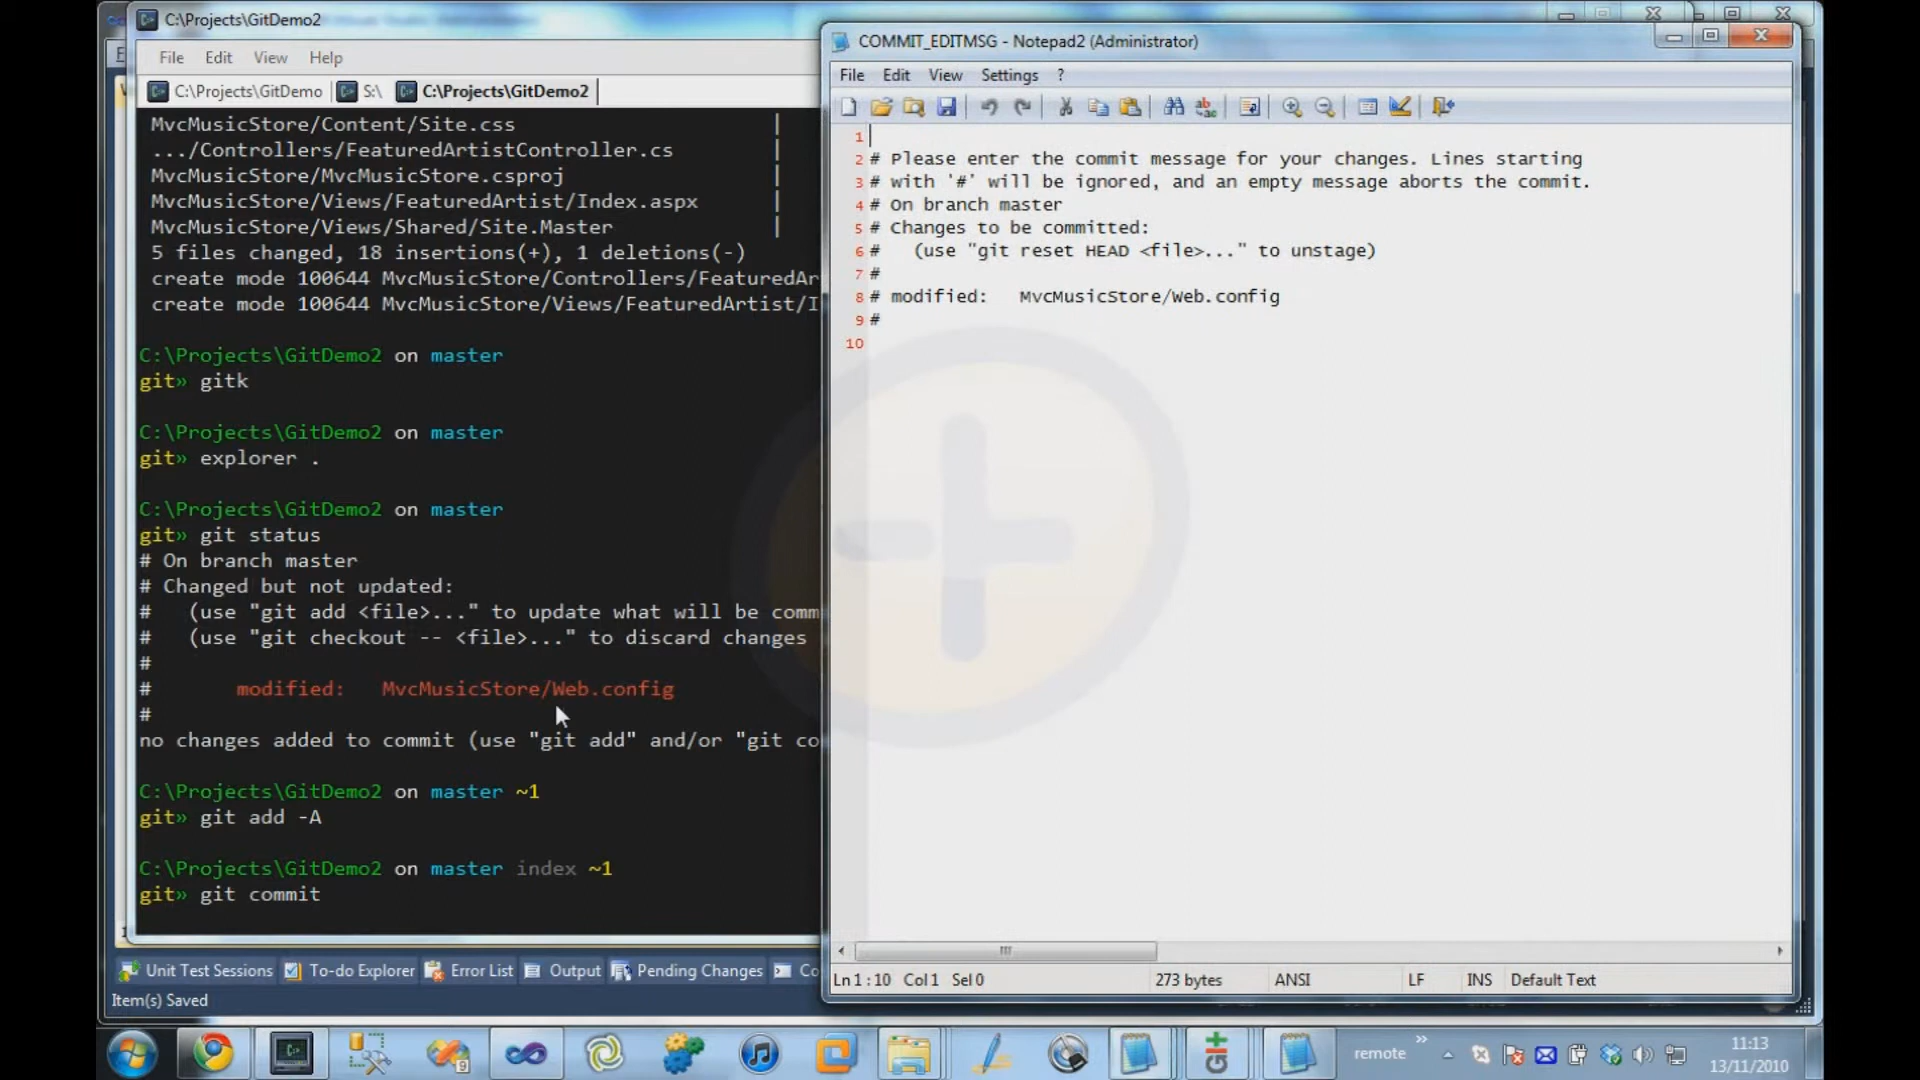 C:\Projects\GitDemo2
File Edit View Help
C:\Projects\GitDemo S:\ C:\Projects\GitDemo2
MvcMusicStore/Content/Site.css |
.../Controllers/FeaturedArtistController.cs |
MvcMusicStore/MvcMusicStore.csproj |
MvcMusicStore/Views/FeaturedArtist/Index.aspx |
MvcMusicStore/Views/Shared/Site.Master |
5 files changed, 18 insertions(+), 1 deletions(-)
create mode 100644 MvcMusicStore/Controllers/FeaturedAr
create mode 100644 MvcMusicStore/Views/FeaturedArtist/I
C:\Projects\GitDemo2 on master
git» gitk
C:\Projects\GitDemo2 on master
git» explorer .
C:\Projects\GitDemo2 on master
git» git status
# On branch master
# Changed but not updated:
#   (use "git add <file>..." to update what will be comm
#   (use "git checkout -- <file>..." to discard changes
#
#       modified:   MvcMusicStore/Web.config
#
no changes added to commit (use "git add" and/or "git co
C:\Projects\GitDemo2 on master ~1
git» git add -A
C:\Projects\GitDemo2 on master index ~1
git» git commit
COMMIT_EDITMSG - Notepad2 (Administrator)
File Edit View Settings ?
1
2 # Please enter the commit message for your changes. Lines starting
3 # with '#' will be ignored, and an empty message aborts the commit.
4 # On branch master
5 # Changes to be committed:
6 #   (use "git reset HEAD <file>..." to unstage)
7 #
8 # modified:   MvcMusicStore/Web.config
9 #
10
Ln 1 : 10 Col 1 Sel 0 273 bytes ANSI LF INS Default Text
Unit Test Sessions To-do Explorer Error List Output Pending Changes Co
Item(s) Saved
remote
11:13
13/11/2010